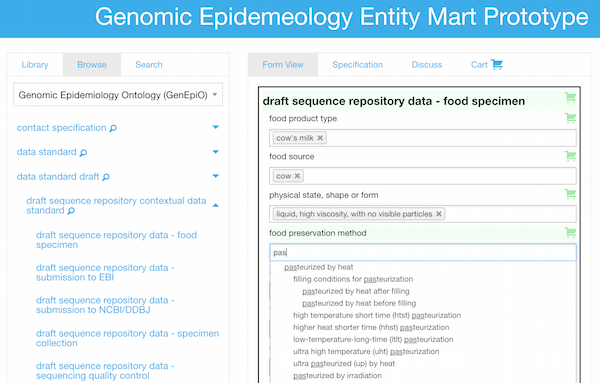 Genomic Epidemeology Entity Mart Prototype
Library
Browse
Search
Genomic Epidemiology Ontology (GenEpiO)
contact specification
data standard
data standard draft
draft sequence repository contextual data
standard
draft sequence repository data - food
specimen
draft sequence repository data -
submission to EBI
draft sequence repository data -
submission to NCBI/DDBJ
draft sequence repository data - specimen
collection
draft sequence repository data -
sequencing quality control
Form View
Specification
Discuss
Cart
draft sequence repository data - food specimen
food product type
cow's milk ×
food source
cow ×
physical state, shape or form
liquid, high viscosity, with no visible particles ×
food preservation method
pas
pasteurized by heat
filling conditions for pasteurization
pasteurized by heat after filling
pasteurized by heat before filling
high temperature short time (htst) pasteurization
higher heat shorter time (hhst) pasteurization
low-temperature-long-time (ltlt) pasteurization
ultra high temperature (uht) pasteurization
ultra pasteurized (up) by heat
pasteurized by irradiation